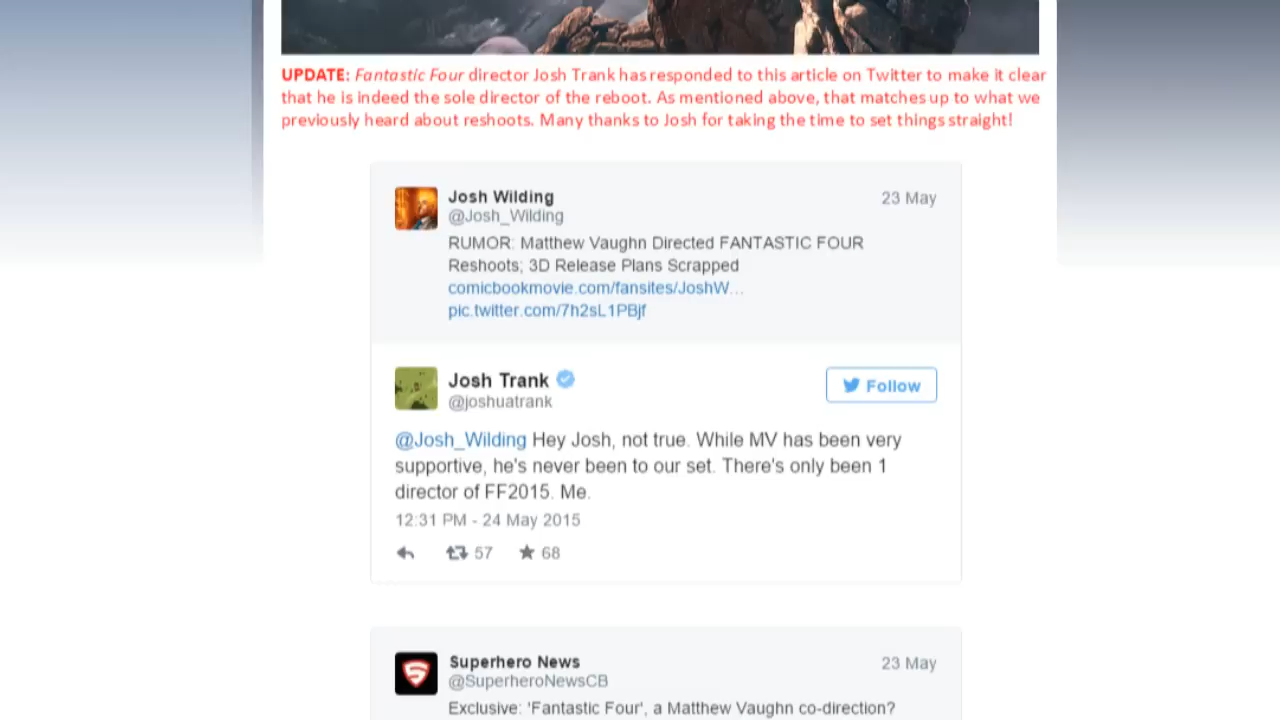 UPDATE: Fantastic Four director Josh Trank has responded to this article on Twitter to make it clear
that he is indeed the sole director of the reboot. As mentioned above, that matches up to what we
previously heard about reshoots. Many thanks to Josh for taking the time to set things straight!
Josh Wilding
23 May
@Josh_Wilding
RUMOR: Matthew Vaughn Directed FANTASTIC FOUR
Reshoots; 3D Release Plans Scrapped
comicbookmovie.com/fansites/JoshW…
pic.twitter.com/7h2sL1PBjf
Josh Trank
@joshuatrank
Follow
@Josh_Wilding Hey Josh, not true. While MV has been very
supportive, he's never been to our set. There's only been 1
director of FF2015. Me.
12:31 PM - 24 May 2015
57 68
Superhero News
23 May
@SuperheroNewsCB
Exclusive: 'Fantastic Four', a Matthew Vaughn co-direction?